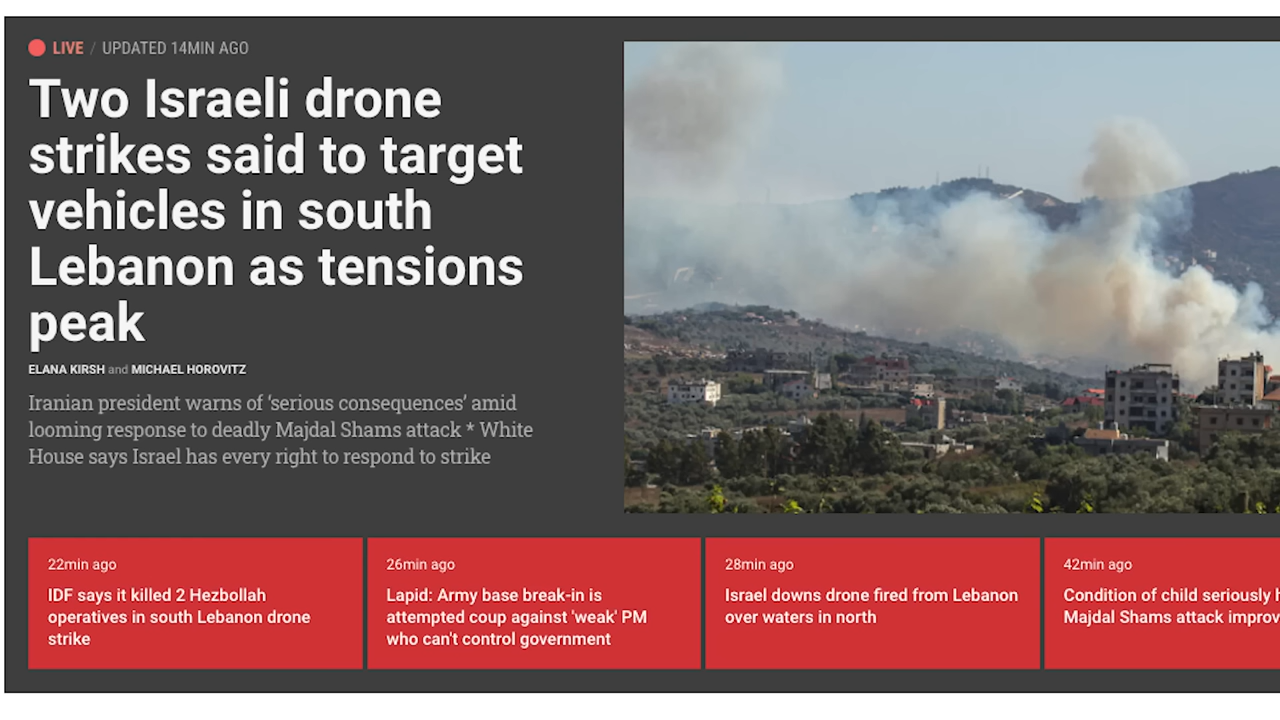 LIVE / UPDATED 14MIN AGO
Two Israeli drone
strikes said to target
vehicles in south
Lebanon as tensions
peak
ELANA KIRSH and MICHAEL HOROVITZ
Iranian president warns of 'serious consequences' amid
looming response to deadly Majdal Shams attack * White
House says Israel has every right to respond to strike
22min ago
IDF says it killed 2 Hezbollah
operatives in south Lebanon drone
strike
26min ago
Lapid: Army base break-in is
attempted coup against 'weak' PM
who can't control government
28min ago
Israel downs drone fired from Lebanon
over waters in north
42min ago
Condition of child seriously
Majdal Shams attack